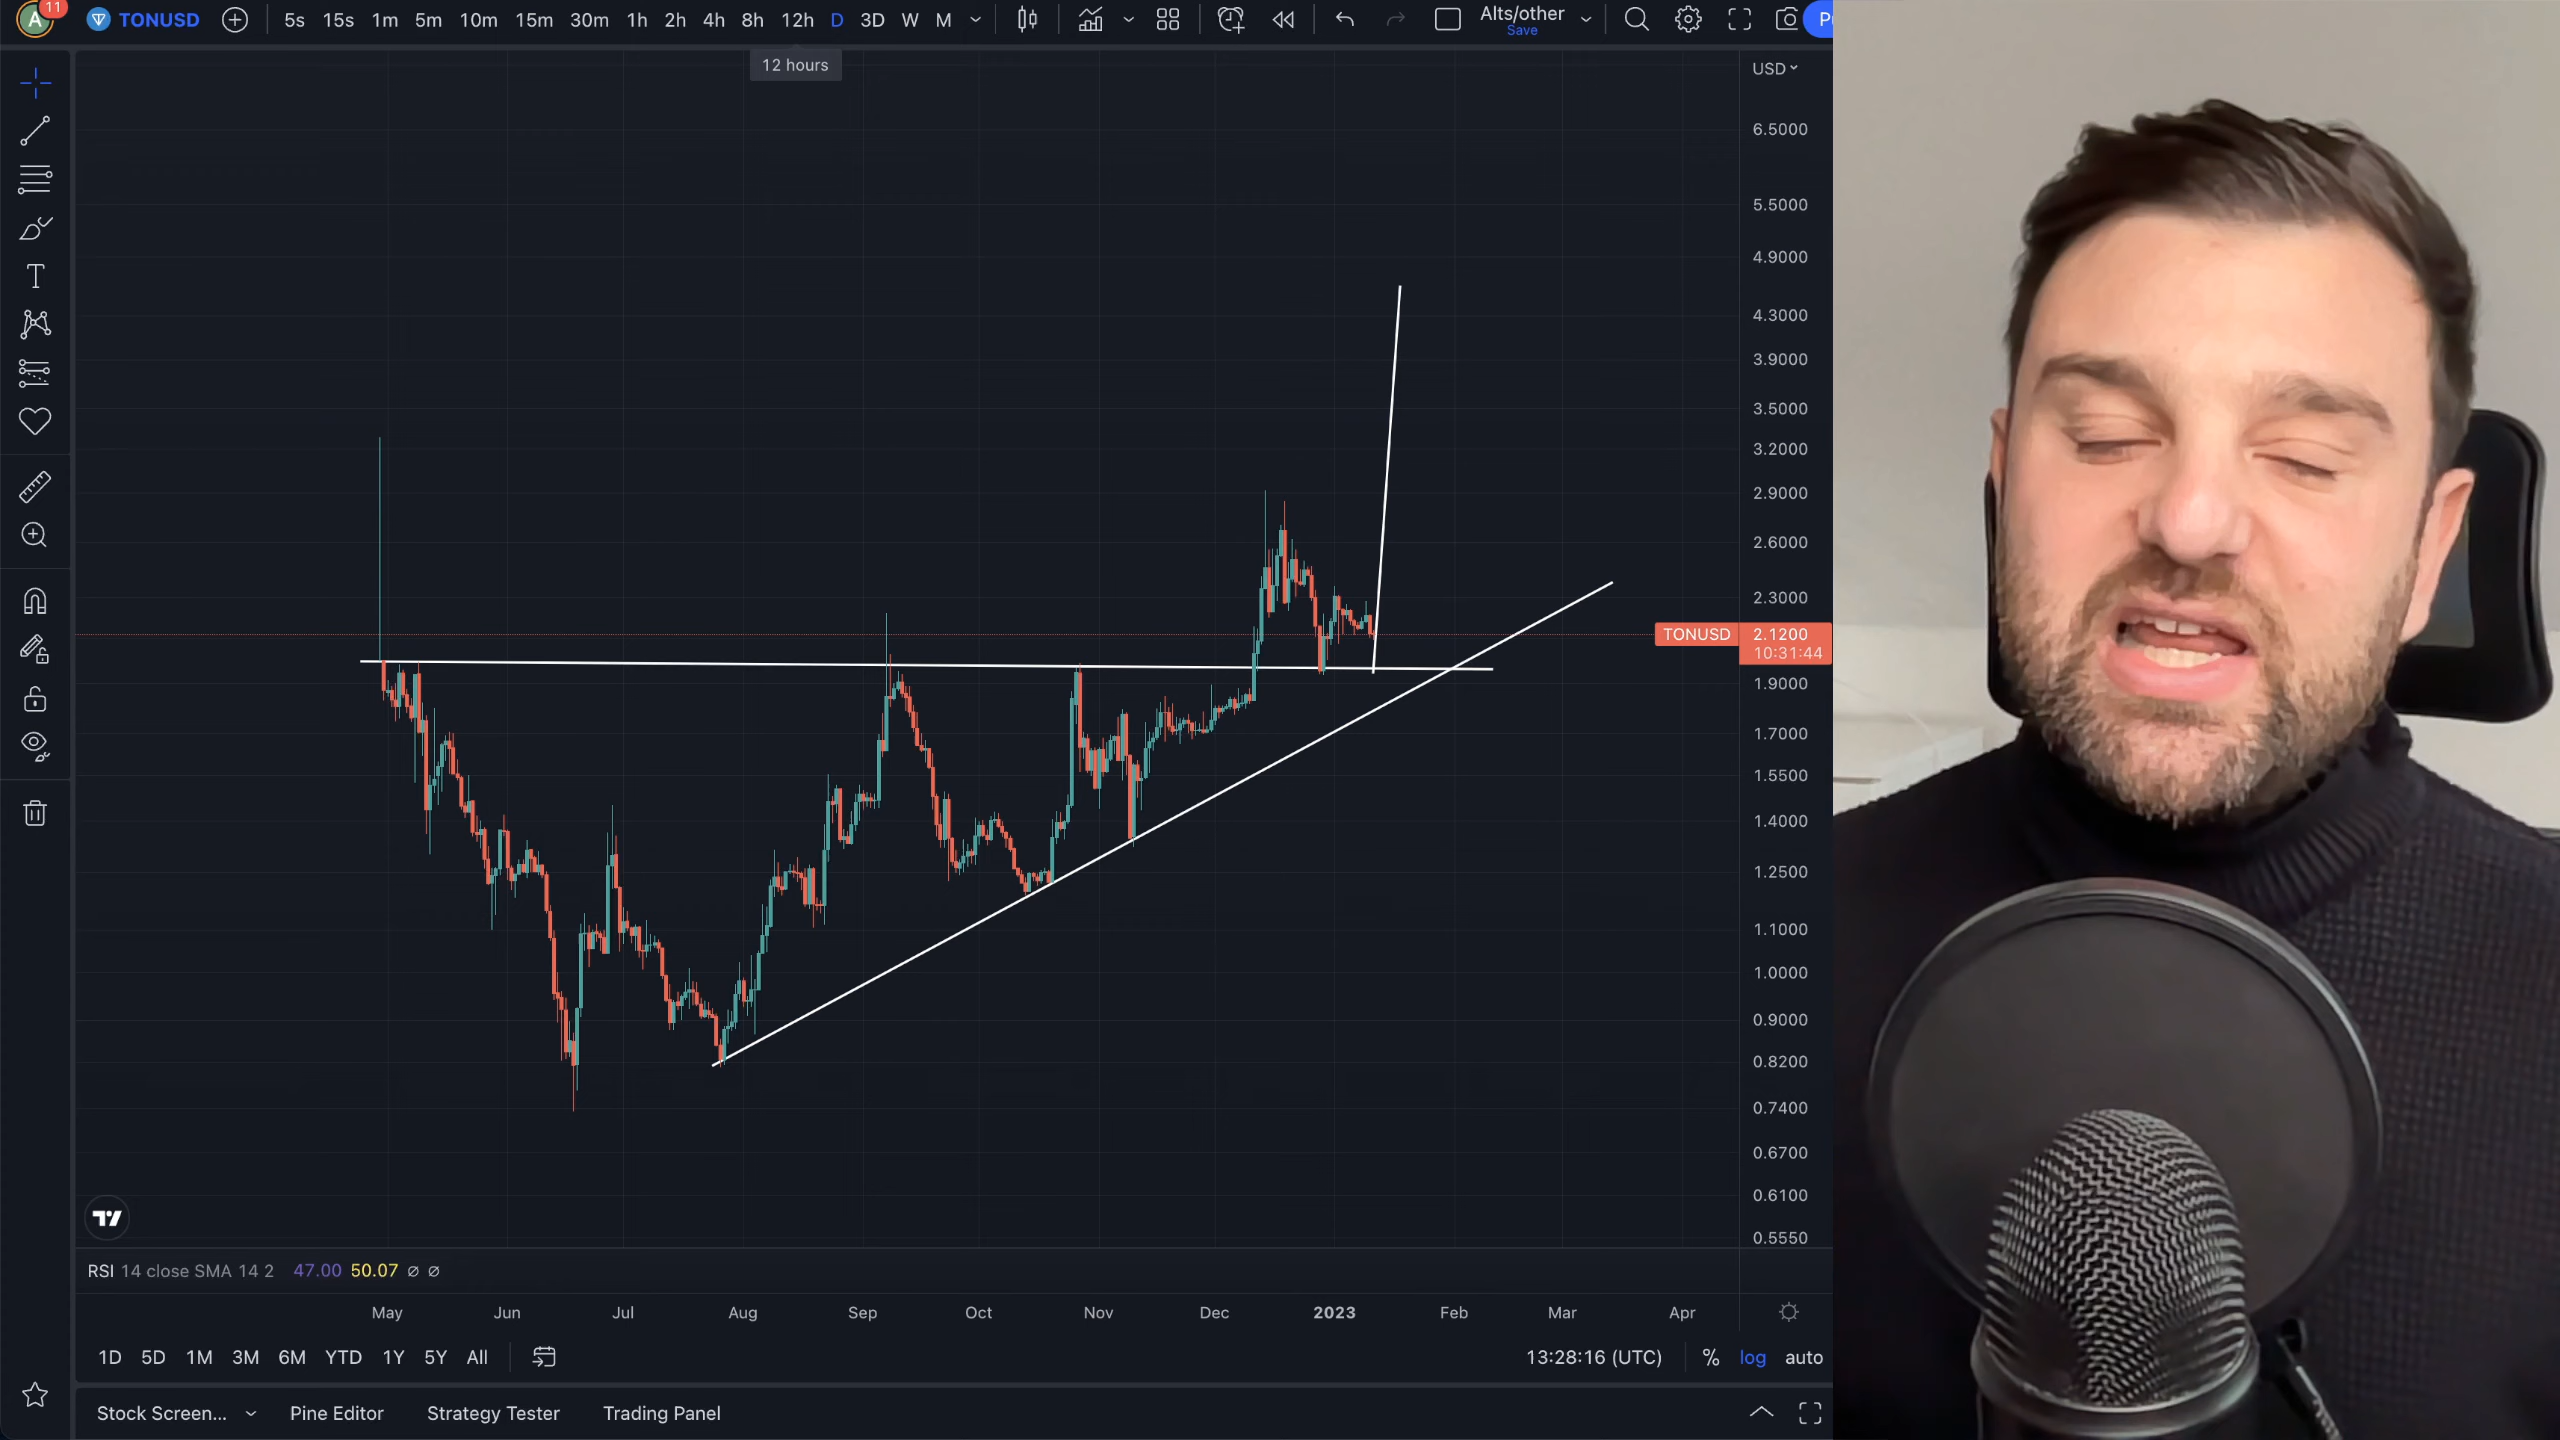 A 11 TONUSD 5s 15s 1m 5m 10m 15m 30m 1h 2h 4h 8h 12h D 3D W M Alts/other P
Save
12 hours
USD
6.5000
5.5000
4.9000
4.3000
3.9000
3.5000
3.2000
2.9000
2.6000
2.3000
TONUSD 2.1200
10:31:44
1.9000
1.7000
1.5500
1.4000
1.2500
1.1000
1.0000
0.9000
0.8200
0.7400
0.6700
0.6100
0.5550
RSI 14 close SMA 14 2 47.00 50.07 ∅ ∅
May Jun Jul Aug Sep Oct Nov Dec 2023 Feb Mar Apr
1D 5D 1M 3M 6M YTD 1Y 5Y All 13:28:16 (UTC) % log auto
Stock Screen... Pine Editor Strategy Tester Trading Panel